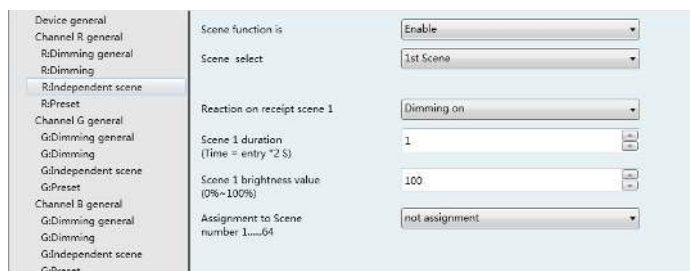 Device general
Channel R general
R:Dimming general
R:Dimming
R:Independent scene
R:Preset
Channel G general
G:Dimming general
G:Dimming
G:Independent scene
G:Preset
Channel B general
G:Dimming general
G:Dimming
G:Independent scene
G:Preset
Scene function is
Enable
Scene select
1st Scene
Reaction on receipt scene 1
Dimming on
Scene 1 duration
(Time = entry *2 S)
1
Scene 1 brightness value
(0%~100%)
100
Assignment to Scene
number 1.....64
not assignment